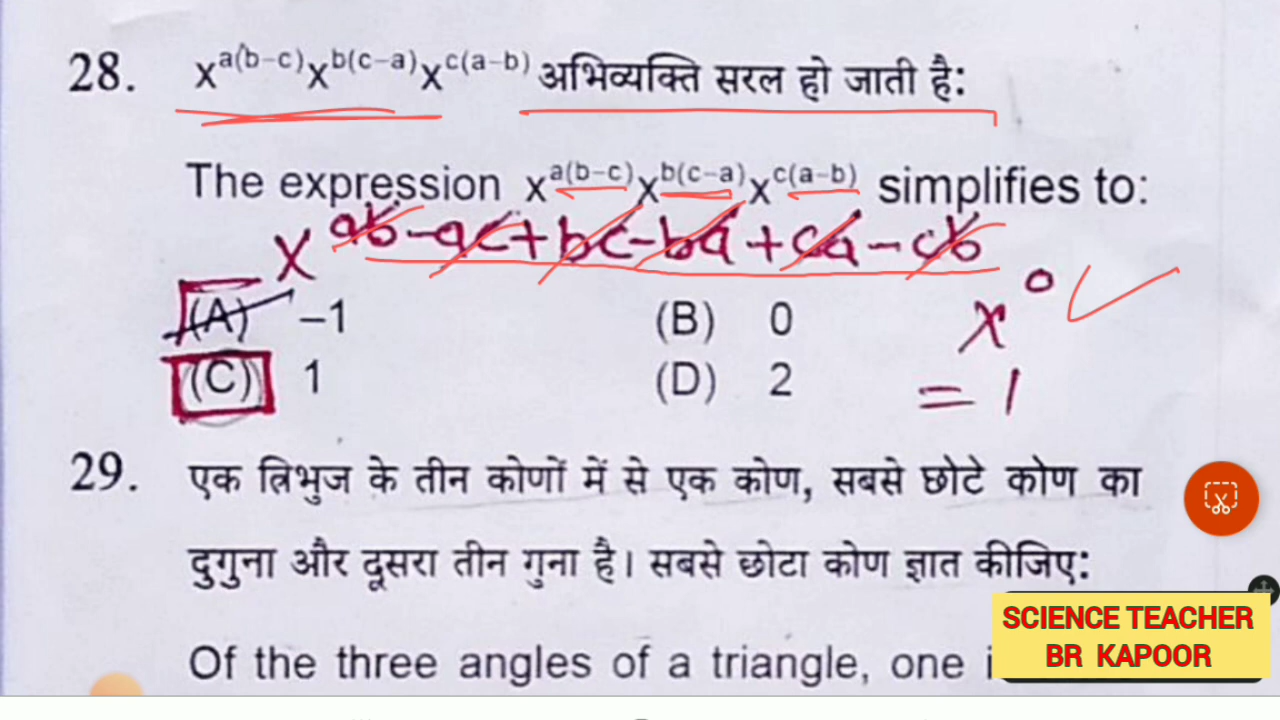 28. x^a(b−c) x^b(c−a) x^c(a−b) अभिव्यक्ति सरल हो जाती है:
The expression x^a(b−c) x^b(c−a) x^c(a−b) simplifies to:
x^ab−ac+bc−ba+ca−cb
(A) −1 (B) 0 x^0
(C) 1 (D) 2 = 1
29. एक त्रिभुज के तीन कोणों में से एक कोण, सबसे छोटे कोण का
दुगुना और दूसरा तीन गुना है। सबसे छोटा कोण ज्ञात कीजिए:
SCIENCE TEACHER
BR KAPOOR
Of the three angles of a triangle, one